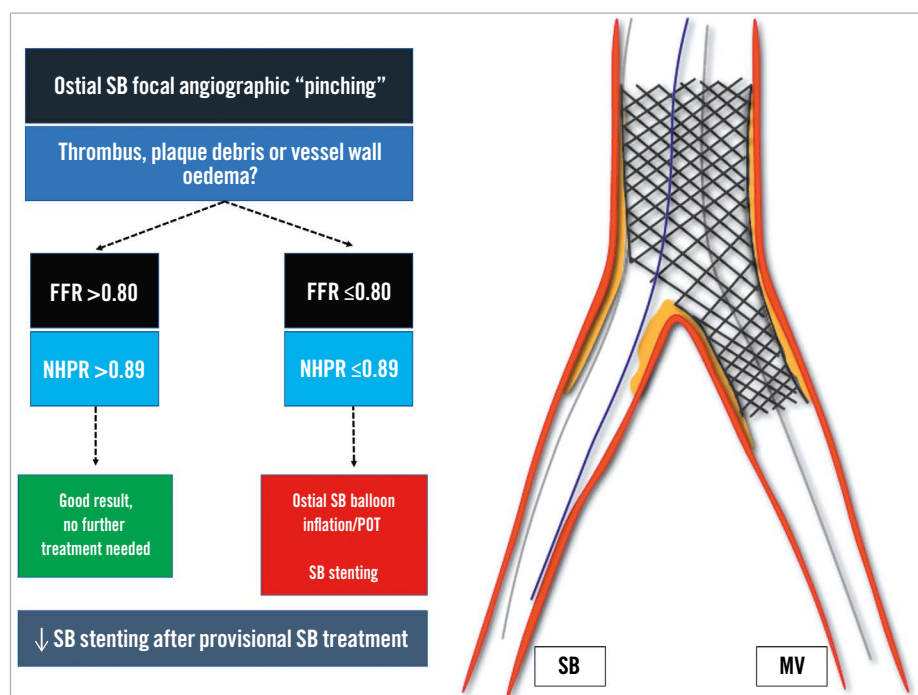 Ostial SB focal angiographic “pinching”
Thrombus, plaque debris or vessel wall
oedema?
FFR >0.80
FFR ≤0.80
NHPR >0.89
NHPR ≤0.89
Good result,
no further
treatment needed
Ostial SB balloon
inflation/POT
SB stenting
↓ SB stenting after provisional SB treatment
SB
MV